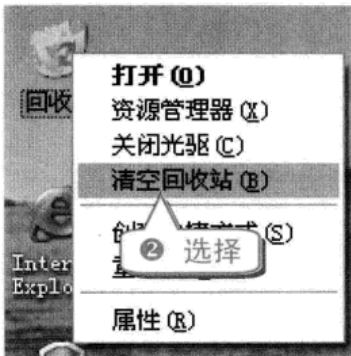 打开(O)
回收
资源管理器(X)
关闭光驱(C)
清空回收站(B)
(S)
❷ 选择
Inter
Explo
属性(R)